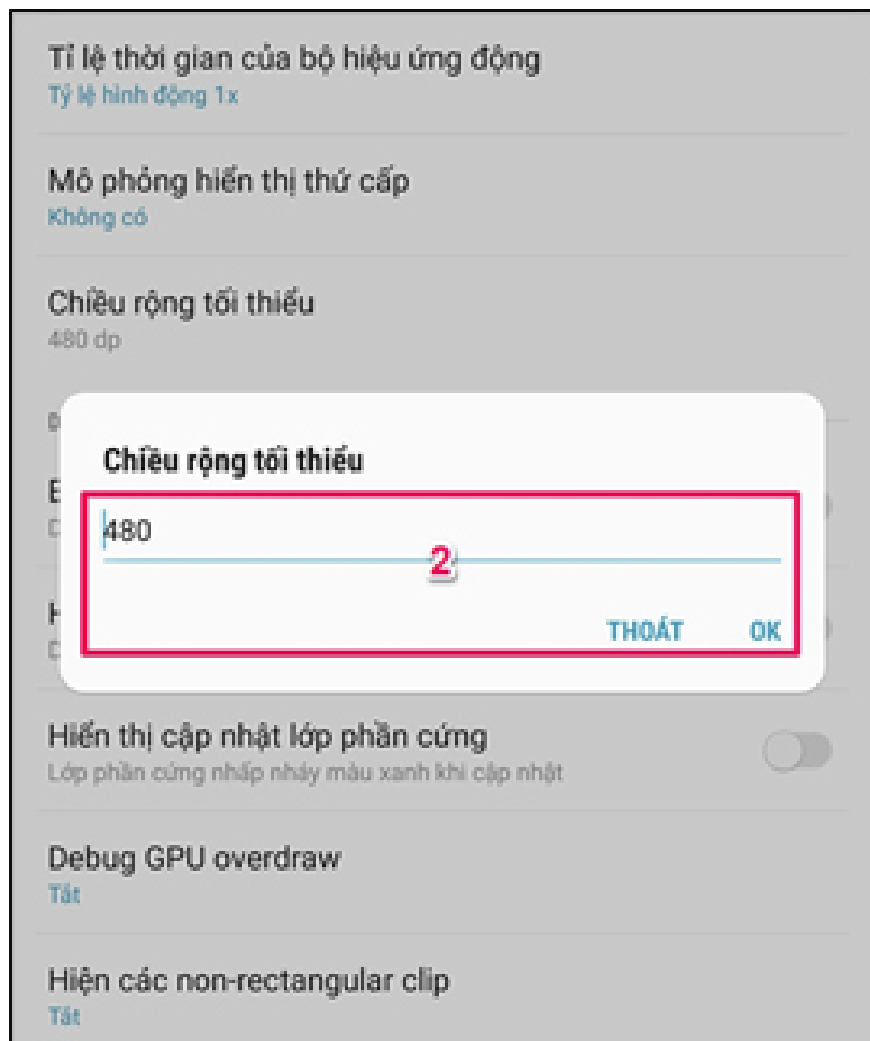 Tỉ lệ thời gian của bộ hiệu ứng động
Tỷ lệ hình động 1x
Mô phỏng hiển thị thứ cấp
Không có
Chiều rộng tối thiểu
480 dp
Chiều rộng tối thiểu
480
2
THOÁT OK
Hiển thị cập nhật lớp phần cứng
Lớp phần cứng nhấp nháy màu xanh khi cập nhật
Debug GPU overdraw
Tắt
Hiện các non-rectangular clip
Tắt